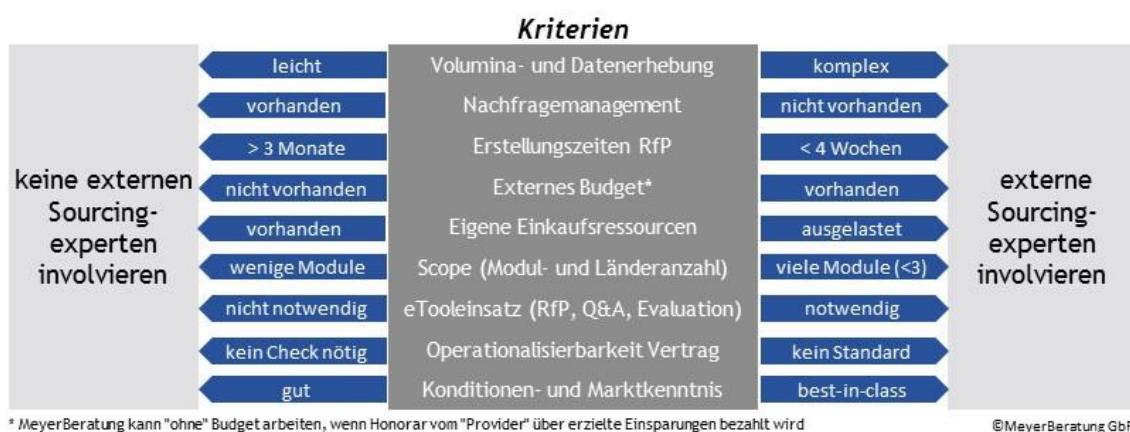 Kriterien
leicht Volumina- und Datenerhebung komplex
vorhanden Nachfragemanagement nicht vorhanden
> 3 Monate Erstellungszeiten RfP < 4 Wochen
nicht vorhanden Externes Budget* vorhanden
vorhanden Eigene Einkaufsressourcen ausgelastet
wenige Module Scope (Modul- und Länderanzahl) viele Module (<3)
nicht notwendig eTooleinsatz (RfP, Q&A, Evaluation) notwendig
kein Check nötig Operationalisierbarkeit Vertrag kein Standard
gut Konditionen- und Marktkenntnis best-in-class
keine externen
Sourcing-
experten
involvieren
externe
Sourcing-
experten
involvieren
* MeyerBeratung kann "ohne" Budget arbeiten, wenn Honorar vom "Provider" über erzielte Einsparungen bezahlt wird
©MeyerBeratung GbR